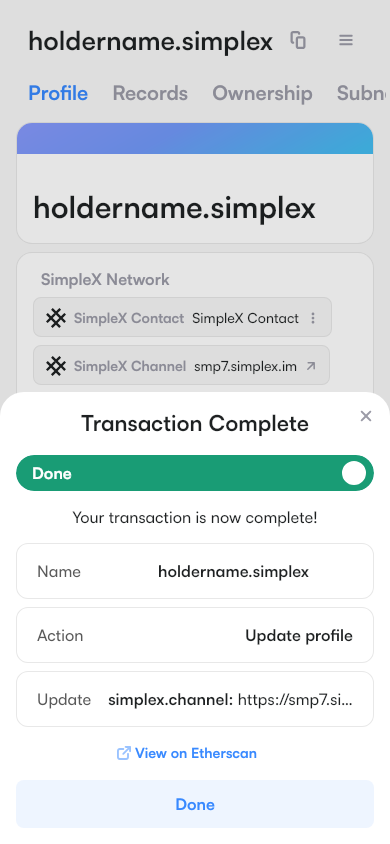 holdername.simplex
Profile Records Ownership Subn
holdername.simplex
SimpleX Network
SimpleX Contact SimpleX Contact
SimpleX Channel smp7.simplex.im
Transaction Complete
Done
Your transaction is now complete!
Name holdername.simplex
Action Update profile
Update simplex.channel: https://smp7.si...
View on Etherscan
Done